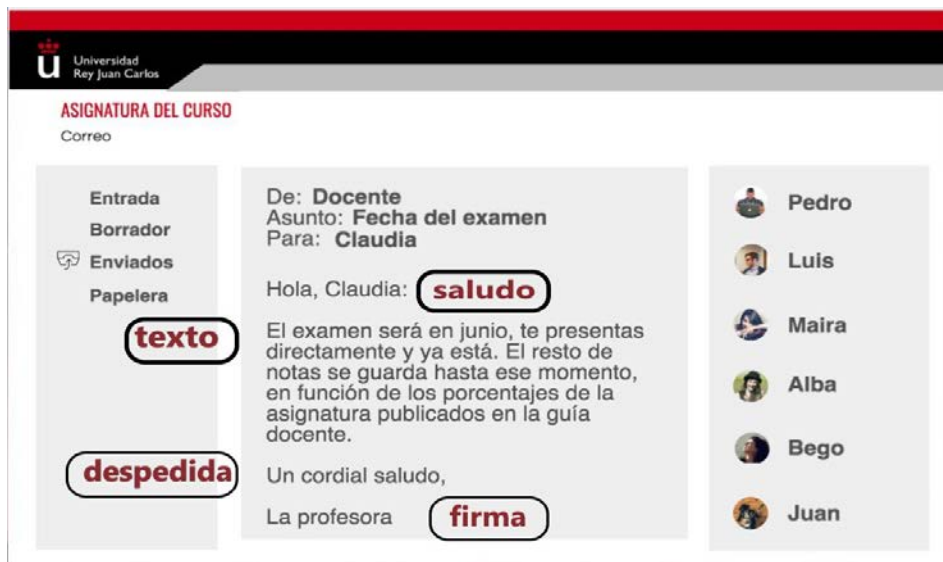 Universidad
Rey Juan Carlos
ASIGNATURA DEL CURSO
Correo
Entrada
Borrador
Enviados
Papelera
De: Docente
Asunto: Fecha del examen
Para: Claudia
Hola, Claudia: saludo
texto
El examen será en junio, te presentas
directamente y ya está. El resto de
notas se guarda hasta ese momento,
en función de los porcentajes de la
asignatura publicados en la guía
docente.
despedida
Un cordial saludo,
La profesora firma
Pedro
Luis
Maira
Alba
Bego
Juan